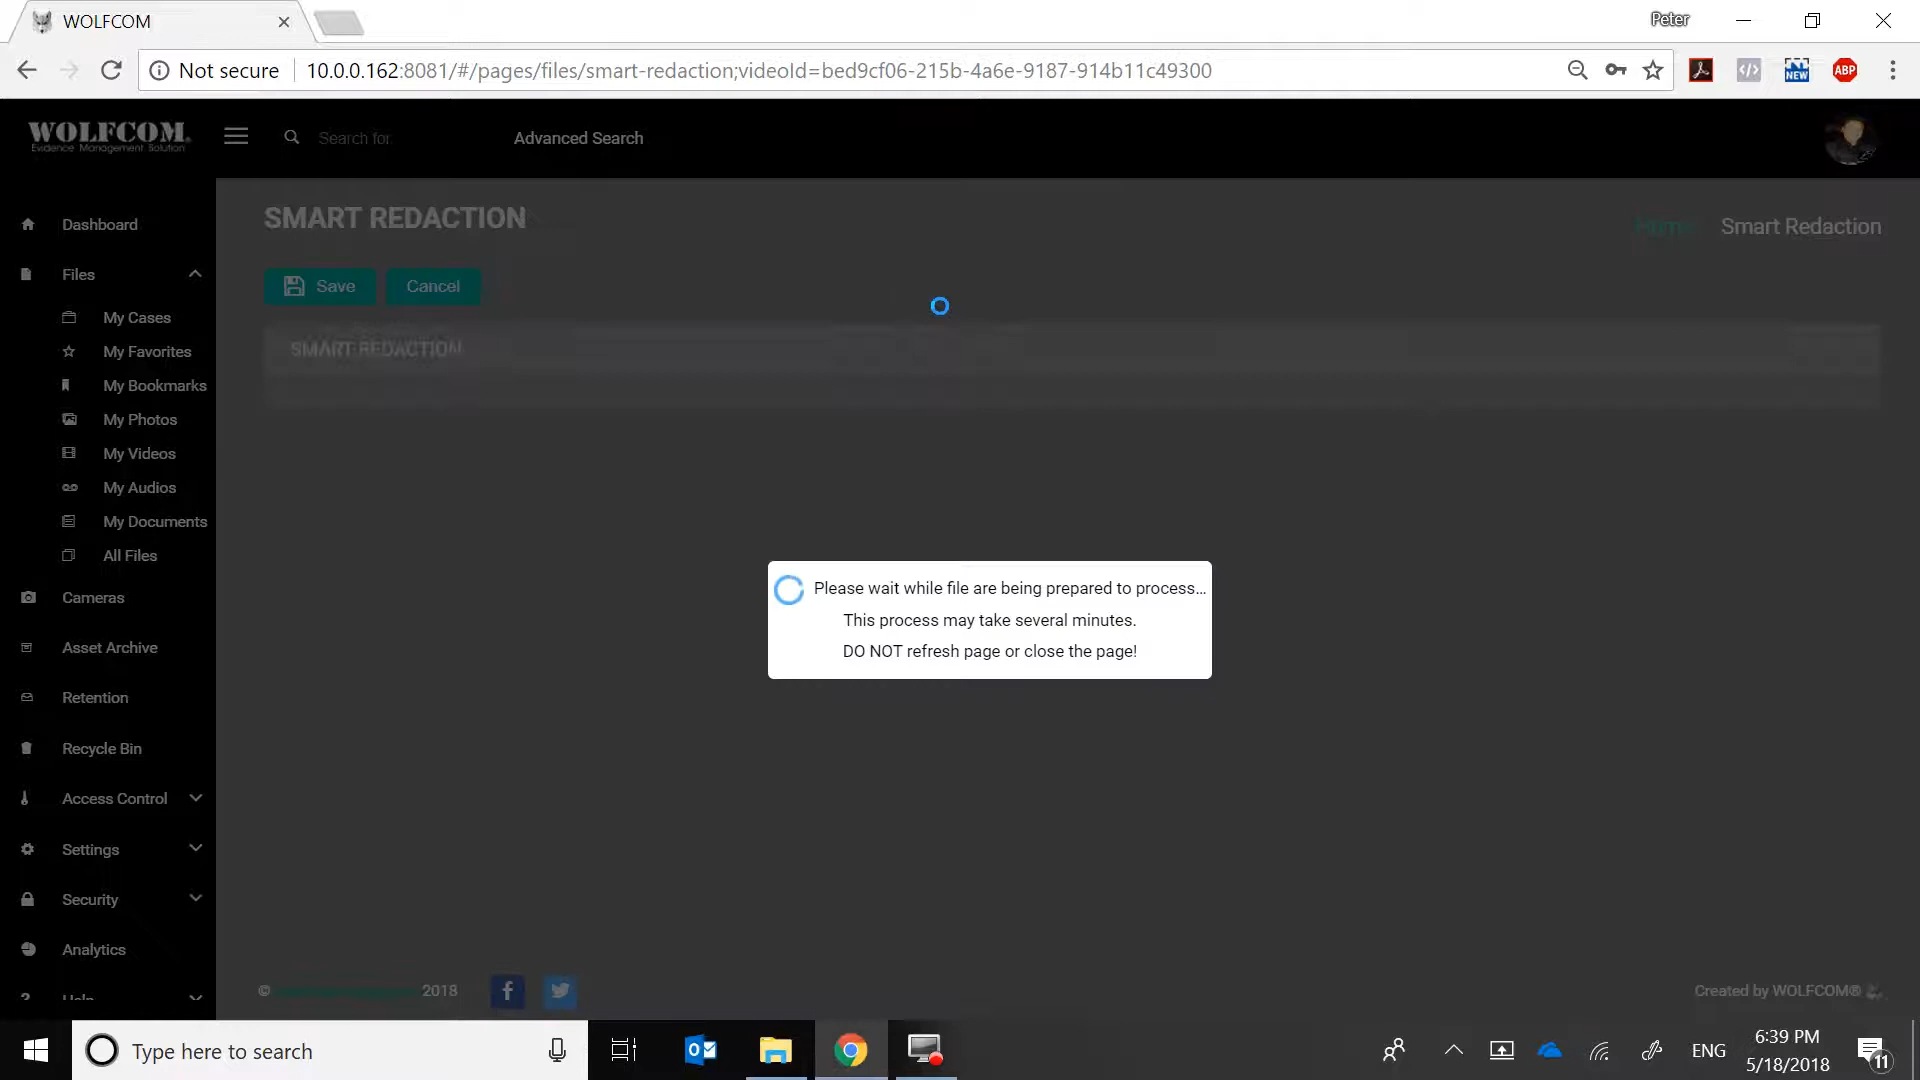 WOLFCOM
Peter
Not secure
10.0.0.162:8081/#/pages/files/smart-redaction;videoId=bed9cf06-215b-4a6e-9187-914b11c49300
NEW
ABP
WOLFCOM®
Evidence Management Solution
Search for
Advanced Search
SMART REDACTION
Home
Smart Redaction
Save
Cancel
SMART REDACTION
Dashboard
Files
My Cases
My Favorites
My Bookmarks
My Photos
My Videos
My Audios
My Documents
All Files
Cameras
Asset Archive
Retention
Recycle Bin
Access Control
Settings
Security
Analytics
Help
Please wait while file are being prepared to process...
This process may take several minutes.
DO NOT refresh page or close the page!
© 2018
Created by WOLFCOM®
Type here to search
ENG
6:39 PM
5/18/2018
11